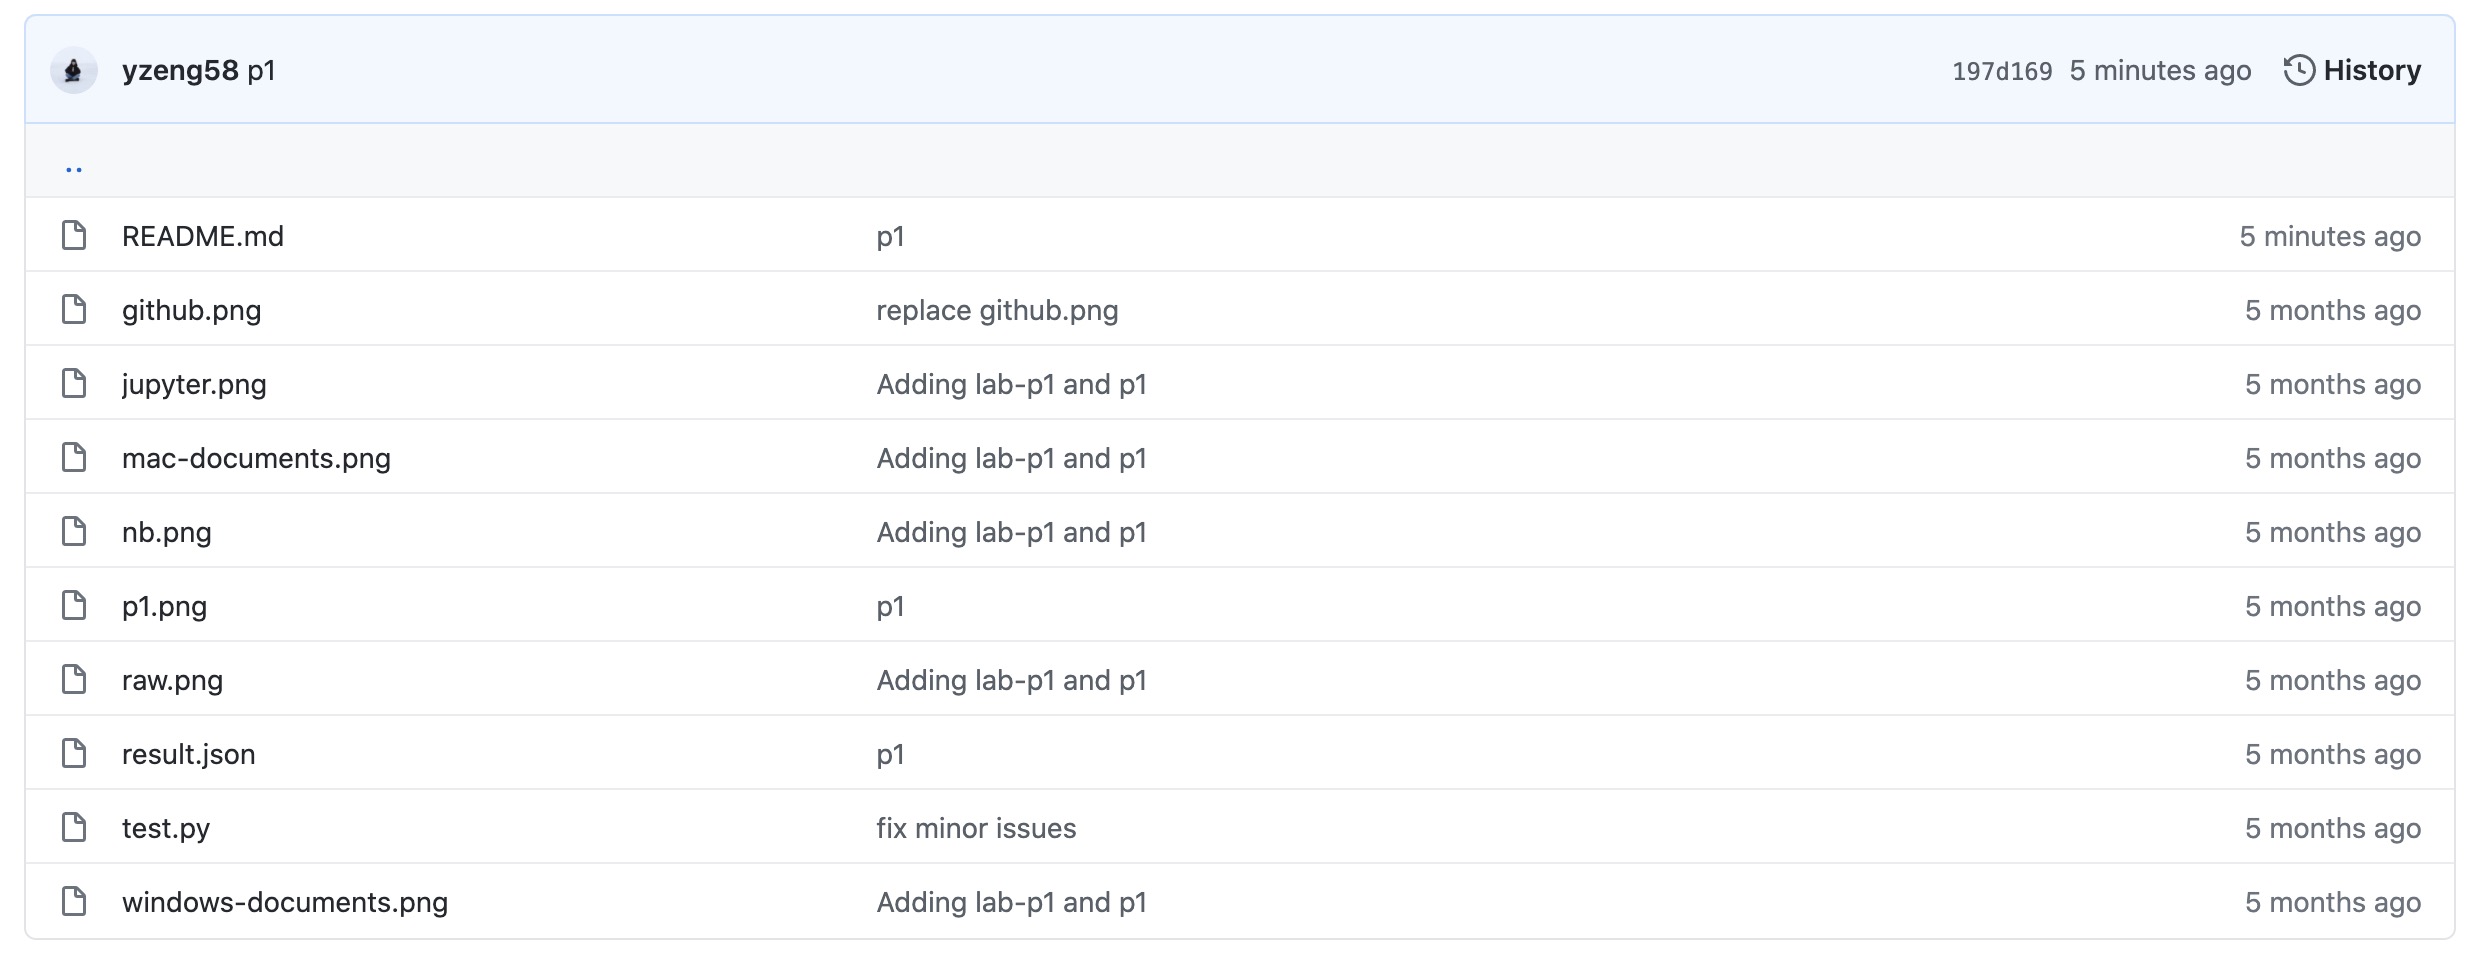 yzeng58 p1 197d169 5 minutes ago History
..
README.md p1 5 minutes ago
github.png replace github.png 5 months ago
jupyter.png Adding lab-p1 and p1 5 months ago
mac-documents.png Adding lab-p1 and p1 5 months ago
nb.png Adding lab-p1 and p1 5 months ago
p1.png p1 5 months ago
raw.png Adding lab-p1 and p1 5 months ago
result.json p1 5 months ago
test.py fix minor issues 5 months ago
windows-documents.png Adding lab-p1 and p1 5 months ago